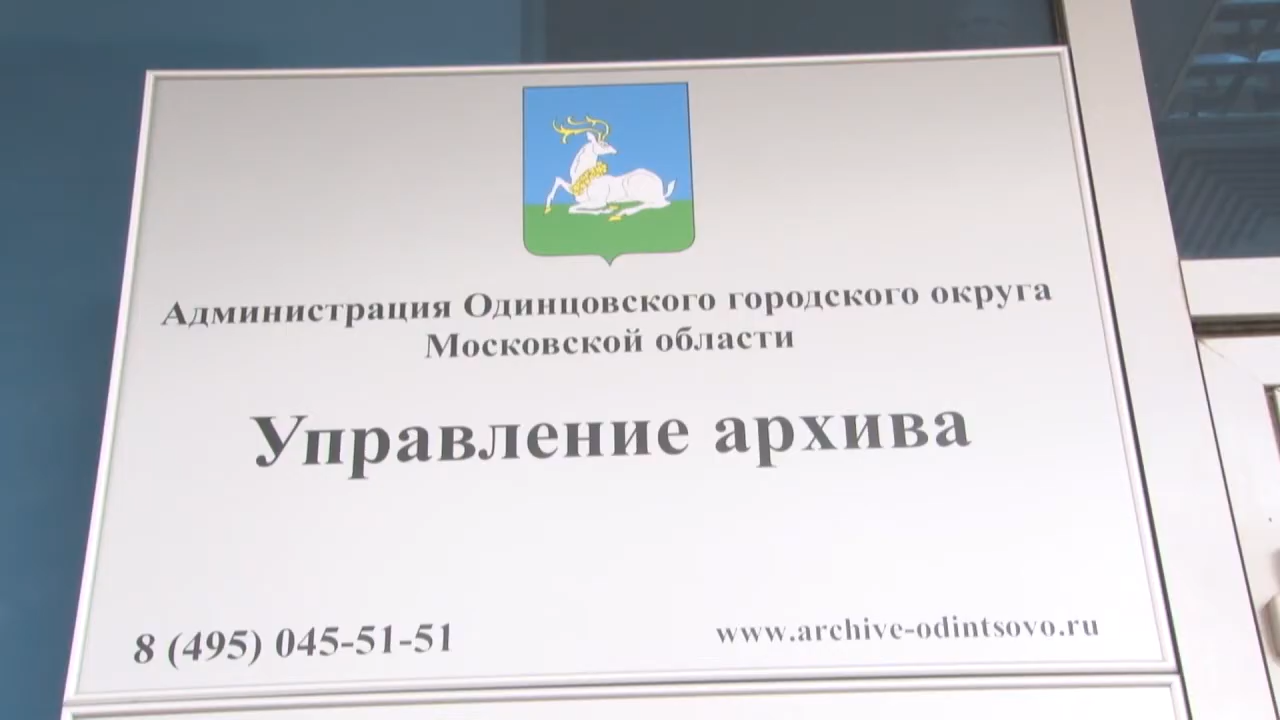 Администрация Одинцовского городского округа
Московской области
Управление архива
8 (495) 045-51-51
www.archive-odintsovo.ru